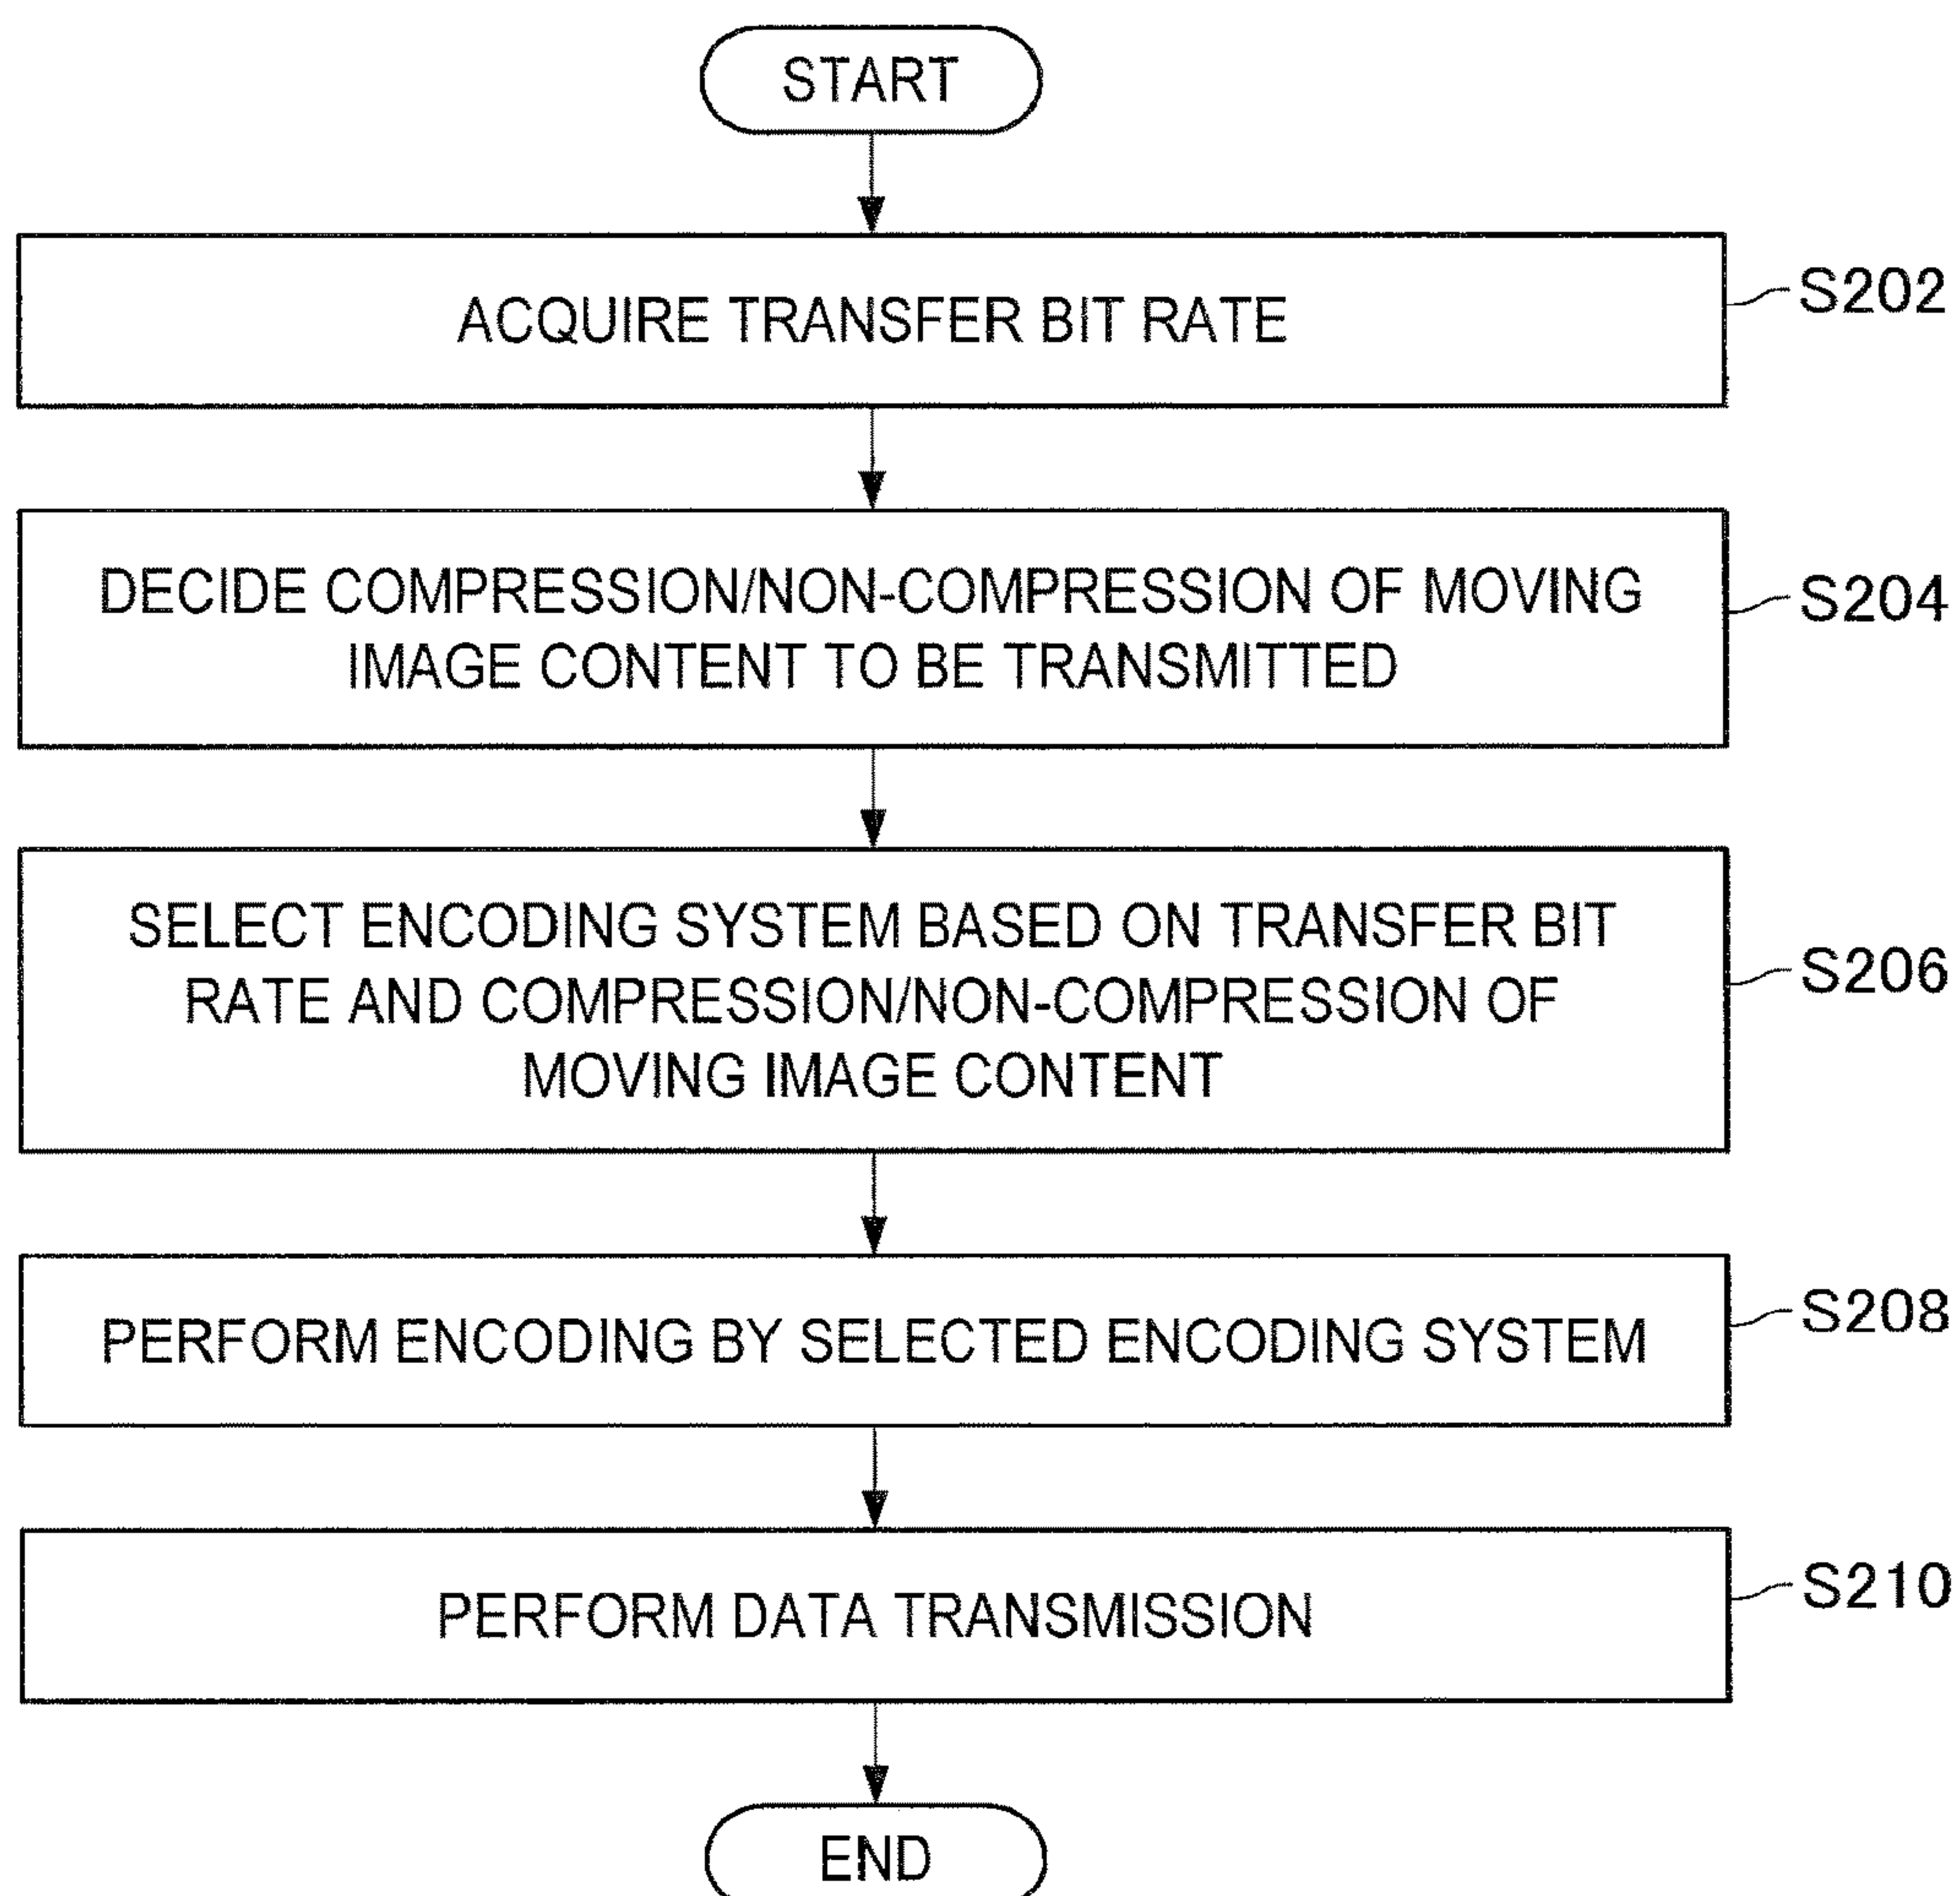 START
ACQUIRE TRANSFER BIT RATE
S202
DECIDE COMPRESSION/NON-COMPRESSION OF MOVING
IMAGE CONTENT TO BE TRANSMITTED
S204
SELECT ENCODING SYSTEM BASED ON TRANSFER BIT
RATE AND COMPRESSION/NON-COMPRESSION OF
MOVING IMAGE CONTENT
S206
PERFORM ENCODING BY SELECTED ENCODING SYSTEM
S208
PERFORM DATA TRANSMISSION
S210
END